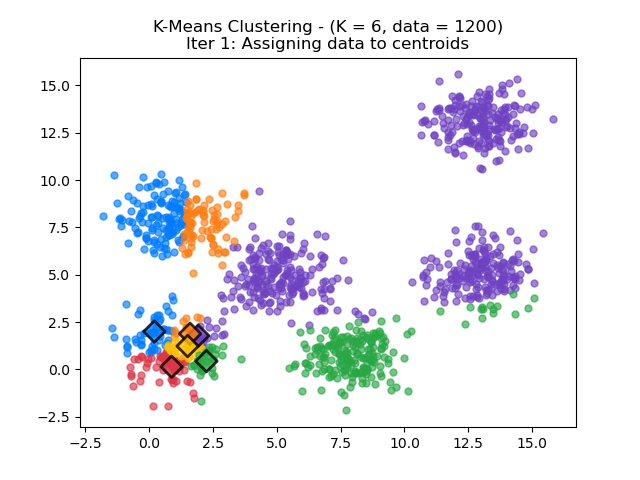 K-Means Clustering - (K = 6, data = 1200)
Iter 1: Assigning data to centroids
15.0
12.5
10.0
7.5
5.0
2.5
0.0
−2.5
−2.5 0.0 2.5 5.0 7.5 10.0 12.5 15.0